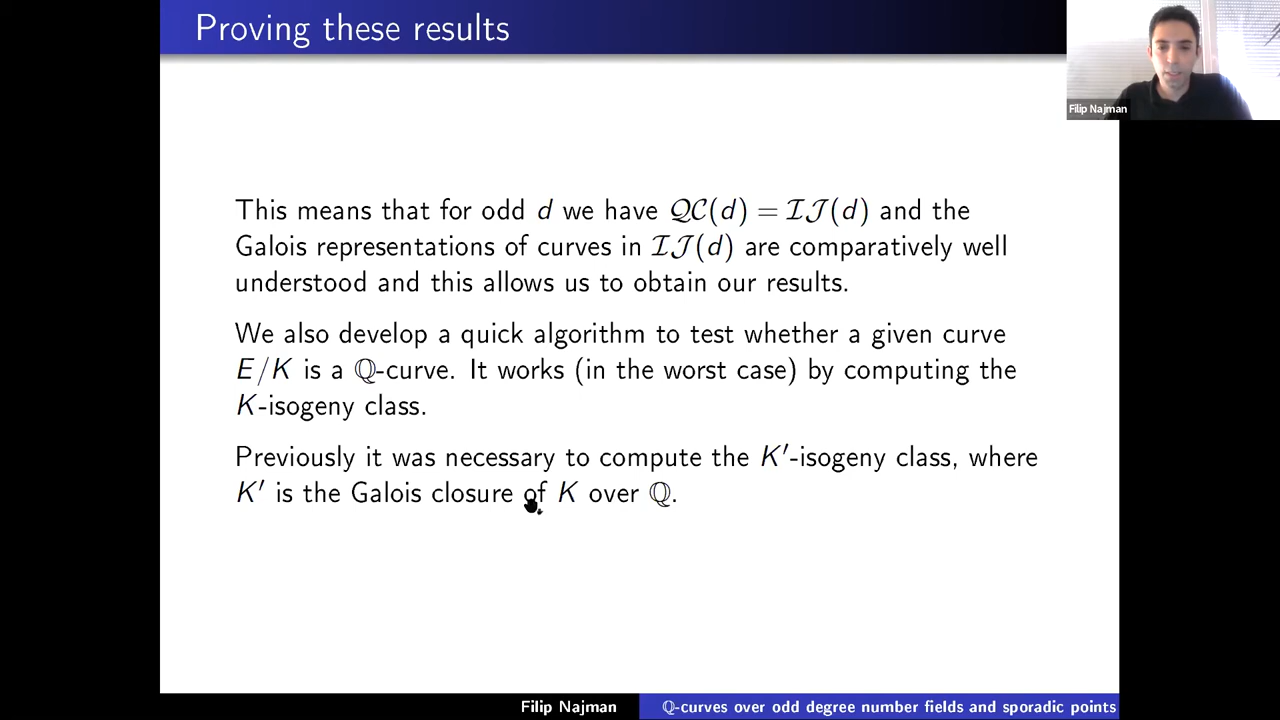 Proving these results
Filip Najman
This means that for odd d we have 𝒬𝒞(d) = ℐ𝒥(d) and the
Galois representations of curves in ℐ𝒥(d) are comparatively well
understood and this allows us to obtain our results.
We also develop a quick algorithm to test whether a given curve
E/K is a ℚ-curve. It works (in the worst case) by computing the
K-isogeny class.
Previously it was necessary to compute the K′-isogeny class, where
K′ is the Galois closure of K over ℚ.
Filip Najman
ℚ-curves over odd degree number fields and sporadic points